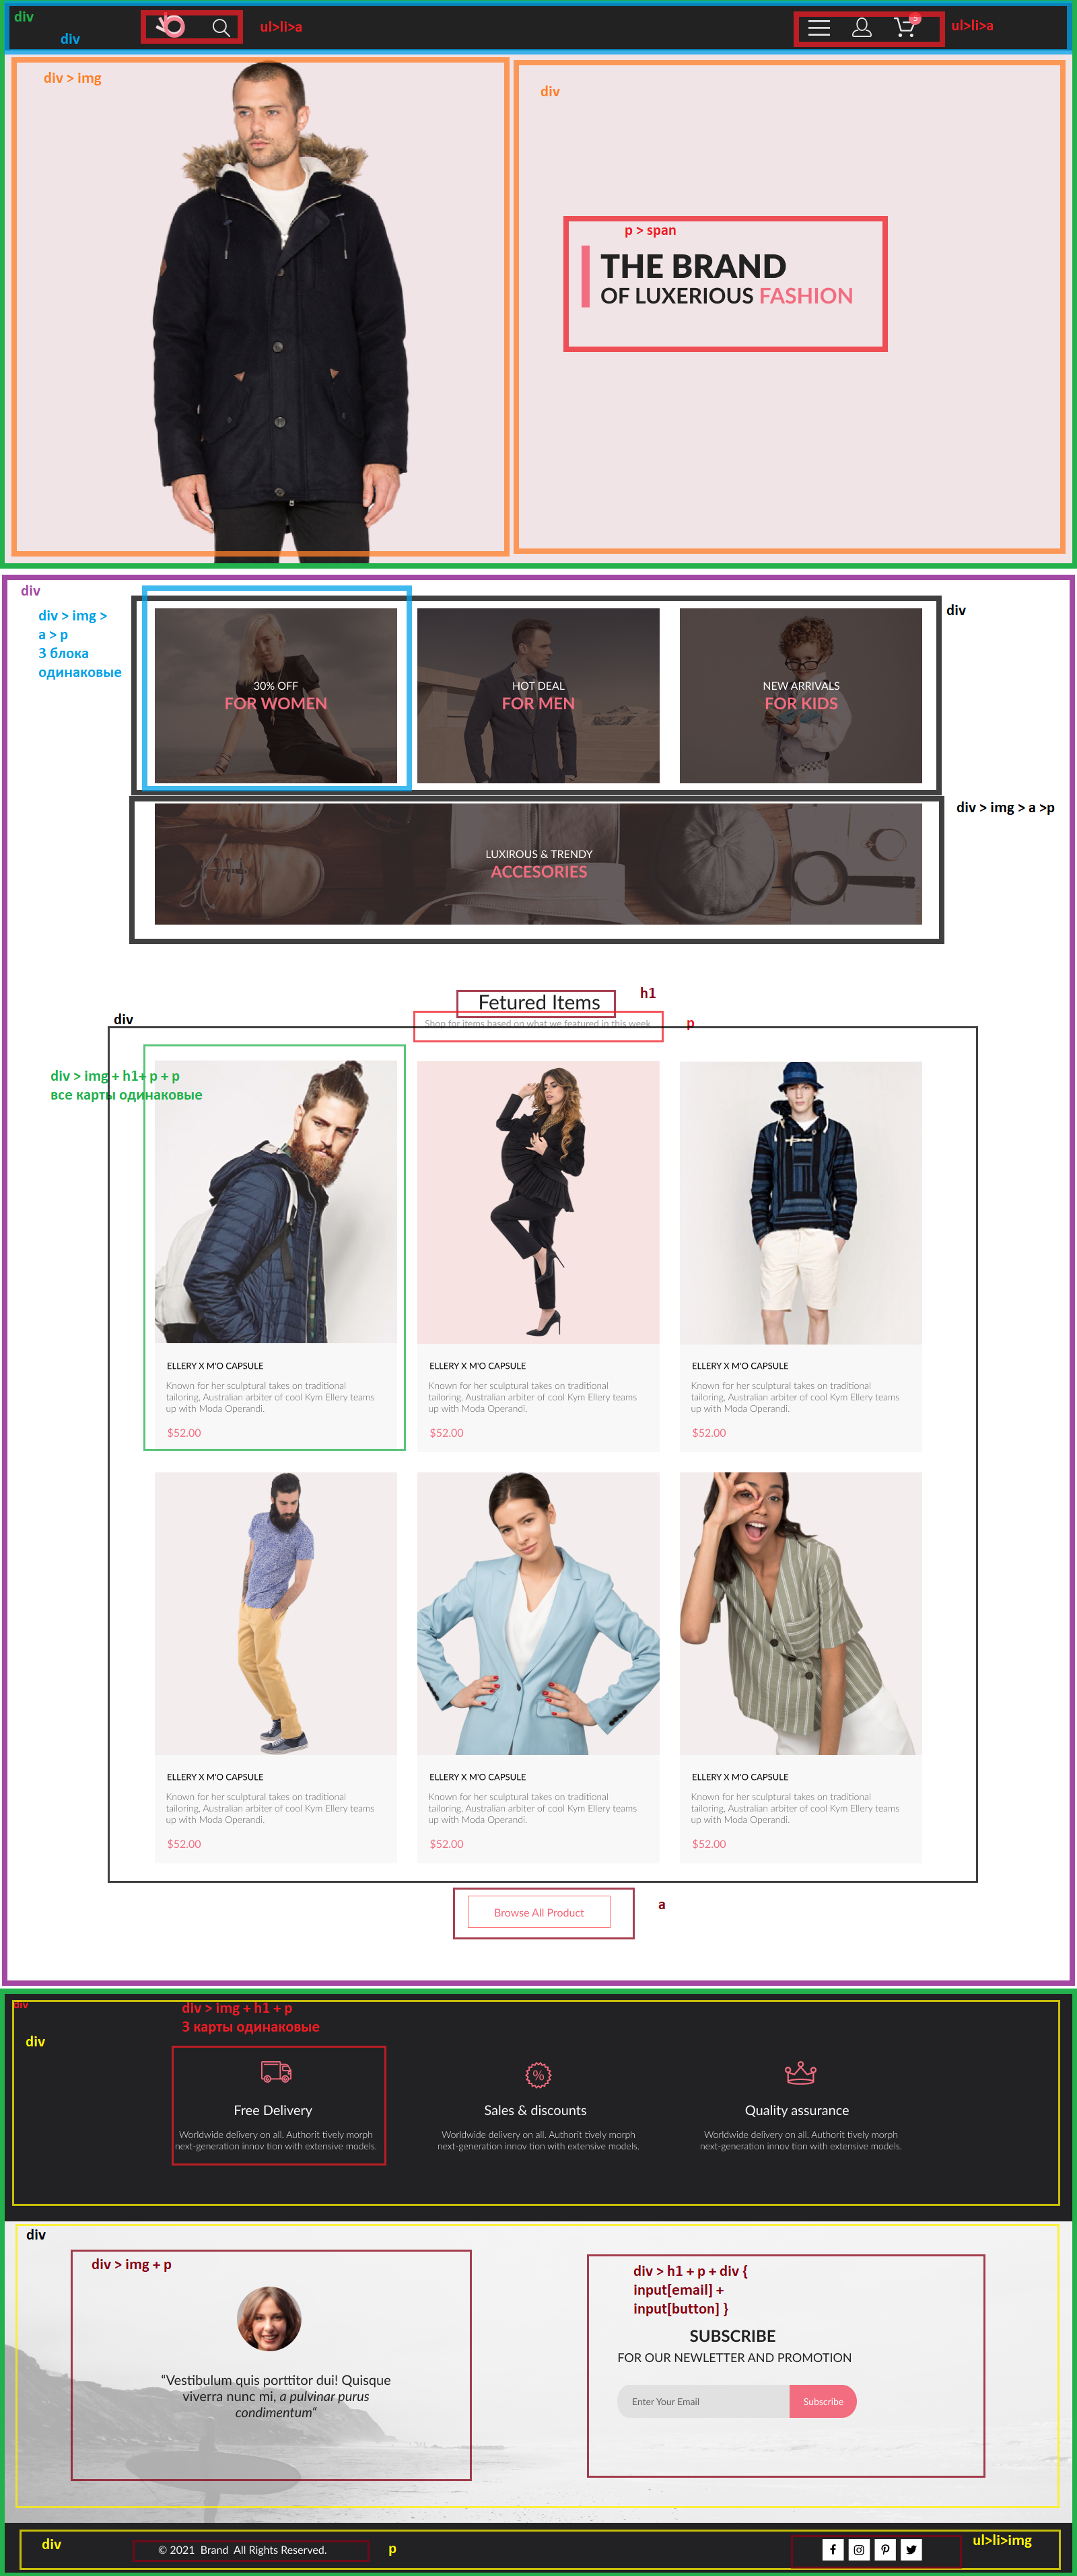 div
div
ul>li>a
5
ul>li>a
div > img
div
p > span
THE BRAND
OF LUXERIOUS FASHION
div
div > img >
a > p
3 блока
одинаковые
div
30% OFF
FOR WOMEN
HOT DEAL
FOR MEN
NEW ARRIVALS
FOR KIDS
div > img > a >p
LUXIROUS & TRENDY
ACCESORIES
h1
Fetured Items
div
p
Shop for items based on what we featured in this week
div > img + h1+ p + p
все карты одинаковые
ELLERY X M'O CAPSULE
Known for her sculptural takes on traditional
tailoring, Australian arbiter of cool Kym Ellery teams
up with Moda Operandi.
$52.00
ELLERY X M'O CAPSULE
Known for her sculptural takes on traditional
tailoring, Australian arbiter of cool Kym Ellery teams
up with Moda Operandi.
$52.00
ELLERY X M'O CAPSULE
Known for her sculptural takes on traditional
tailoring, Australian arbiter of cool Kym Ellery teams
up with Moda Operandi.
$52.00
ELLERY X M'O CAPSULE
Known for her sculptural takes on traditional
tailoring, Australian arbiter of cool Kym Ellery teams
up with Moda Operandi.
$52.00
ELLERY X M'O CAPSULE
Known for her sculptural takes on traditional
tailoring, Australian arbiter of cool Kym Ellery teams
up with Moda Operandi.
$52.00
ELLERY X M'O CAPSULE
Known for her sculptural takes on traditional
tailoring, Australian arbiter of cool Kym Ellery teams
up with Moda Operandi.
$52.00
a
Browse All Product
div
div > img + h1 + p
3 карты одинаковые
div
%
Free Delivery
Worldwide delivery on all. Authorit tively morph
next-generation innov tion with extensive models.
Sales & discounts
Worldwide delivery on all. Authorit tively morph
next-generation innov tion with extensive models.
Quality assurance
Worldwide delivery on all. Authorit tively morph
next-generation innov tion with extensive models.
div
div > img + p
“Vestibulum quis porttitor dui! Quisque
viverra nunc mi, a pulvinar purus
condimentum“
div > h1 + p + div {
input[email] +
input[button] }
SUBSCRIBE
FOR OUR NEWLETTER AND PROMOTION
Enter Your Email
Subscribe
div
© 2021 Brand All Rights Reserved.
p
ul>li>img